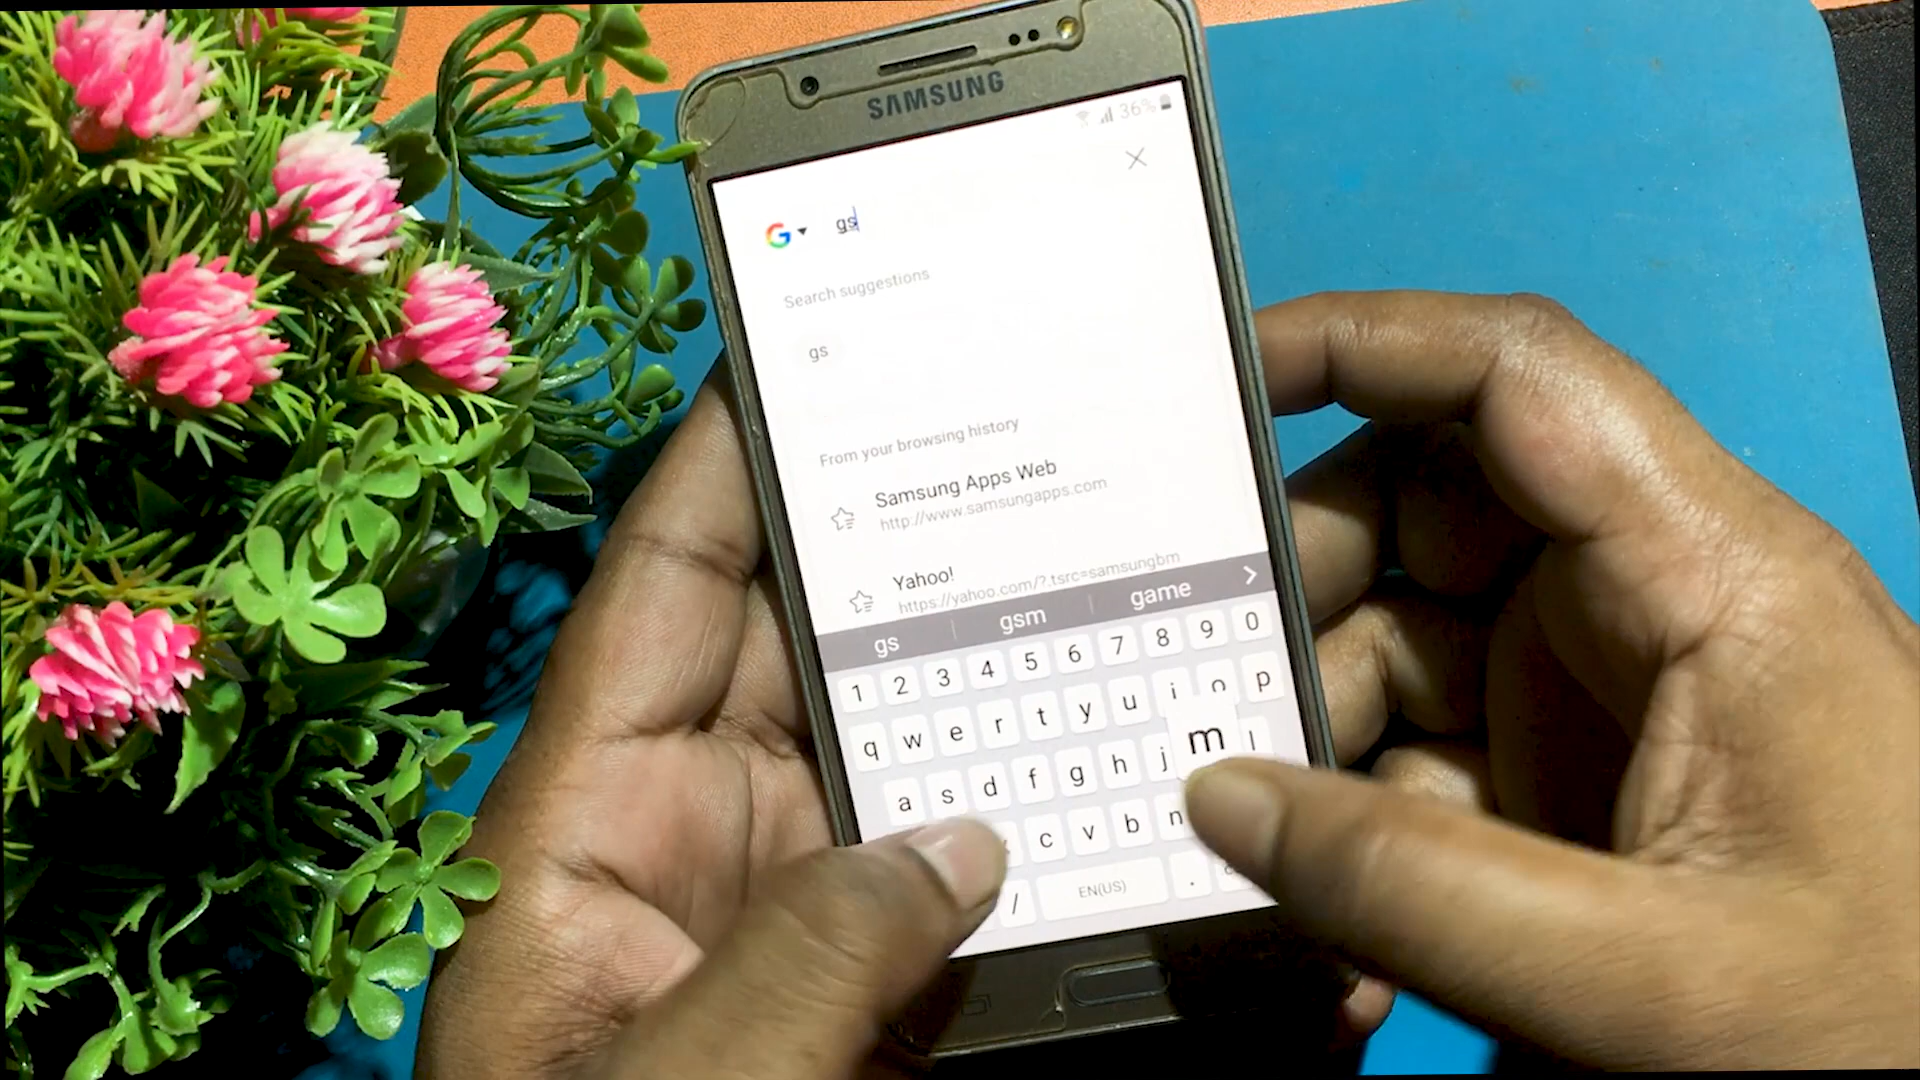 SAMSUNG
36%
gs
Search suggestions
gs
From your browsing history
Samsung Apps Web
http://www.samsungapps.com
Yahoo!
https://yahoo.com/?.tsrc=samsungbm
gs gsm game
1 2 3 4 5 6 7 8 9 0
q w e r t y u i o p
a s d f g h j m l
c v b n
/ EN(US) .